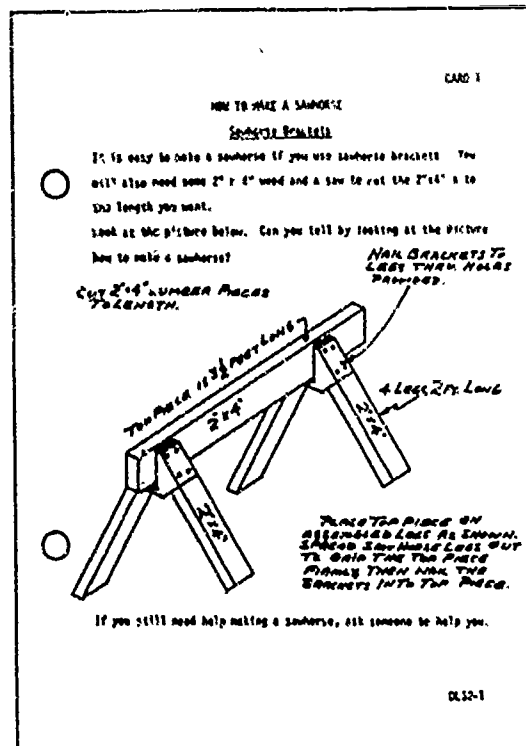 CARD 1
HOW TO MAKE A SAWHORSE
Sawhorse Brackets
It is easy to make a sawhorse if you use sawhorse brackets. You
will also need some 2" x 4" wood and a saw to cut the 2"x4" s to
the length you want.
Look at the picture below. Can you tell by looking at the picture
how to make a sawhorse?
NAIL BRACKETS TO
LEGS THRU HOLES
PROVIDED.
CUT 2"x4" LUMBER PIECES
TO LENGTH.
TOP PIECE IS 3½ FEET LONG
2"x4"
4 LEGS 2 FT. LONG
2"x4"
2"x4"
PLACE TOP PIECE ON
ASSEMBLED LEGS AS SHOWN.
SPREAD SAWHORSE LEGS OUT
TO GRIP THE TOP PIECE
FIRMLY THEN NAIL THE
BRACKETS INTO TOP PIECE.
If you still need help making a sawhorse, ask someone to help you.